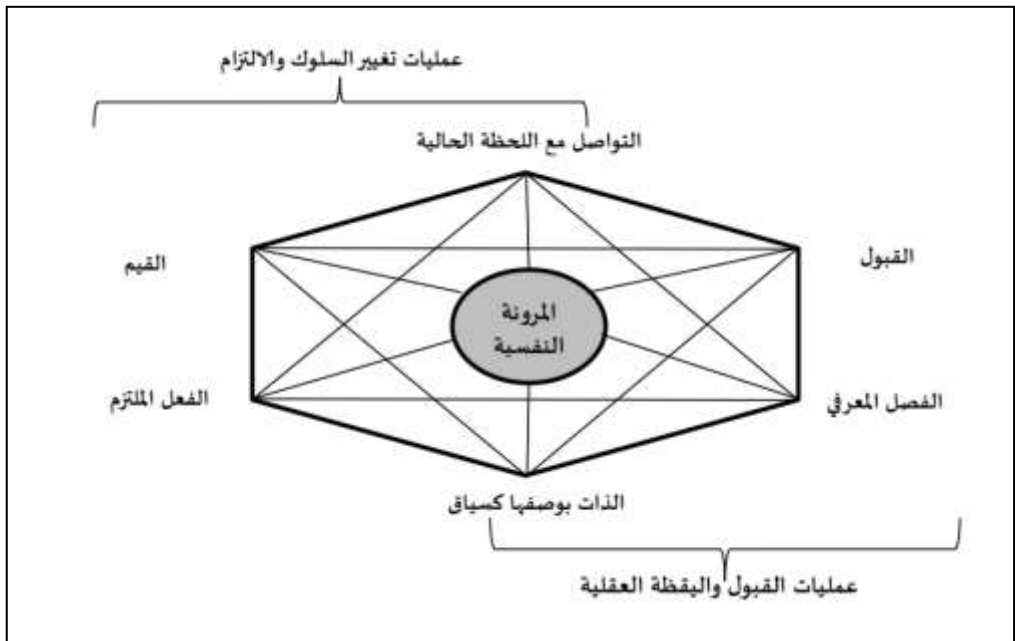 عمليات تغيير السلوك والالتزام
التواصل مع اللحظة الحالية
القبول
القيم
المرونة
النفسية
الفصل المعرفي
الفعل الملتزم
الذات بوصفها كسياق
عمليات القبول واليقظة العقلية